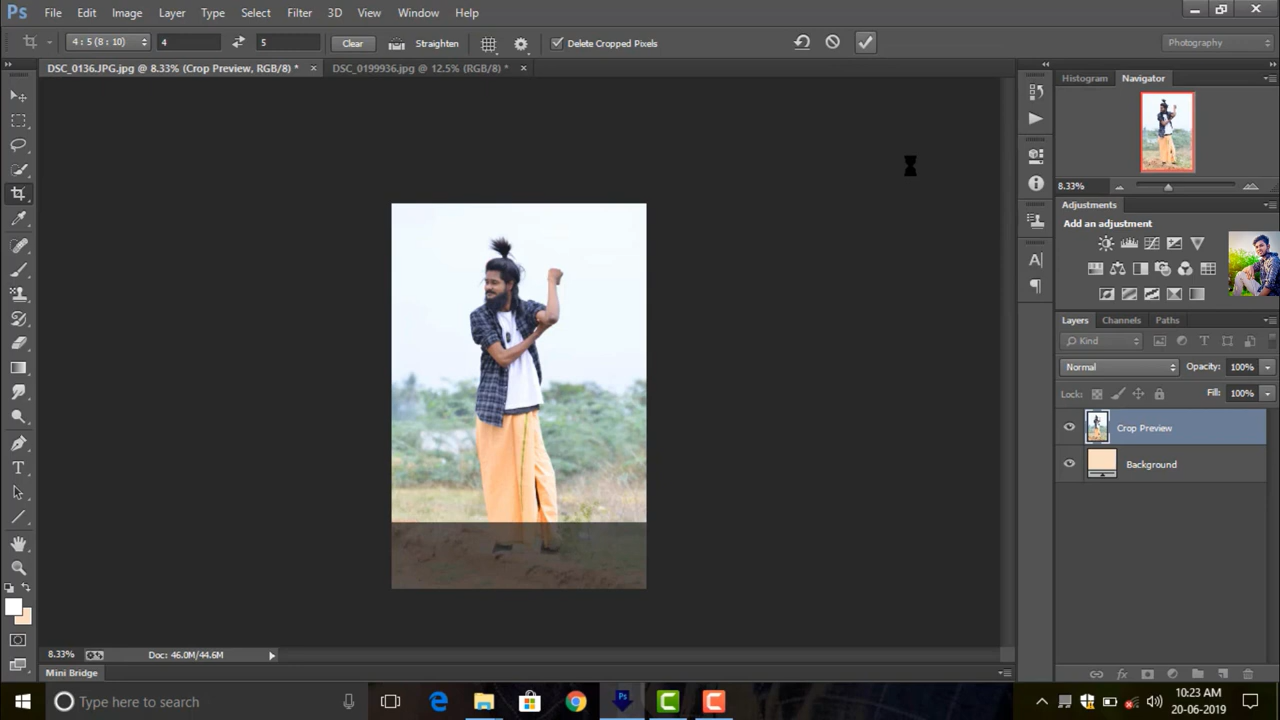 Ps File Edit Image Layer Type Select Filter 3D View Window Help
4 : 5 (8 : 10) 4 5 Clear Straighten Delete Cropped Pixels Photography
DSC_0136.JPG.jpg @ 8.33% (Crop Preview, RGB/8) * × DSC_0199936.jpg @ 12.5% (RGB/8) * ×
Histogram Navigator
8.33%
Adjustments
Add an adjustment
Layers Channels Paths
Kind
Normal Opacity: 100%
Lock: Fill: 100%
Crop Preview
Background
8.33% Doc: 46.0M/44.6M
Mini Bridge
Type here to search
10:23 AM
20-06-2019